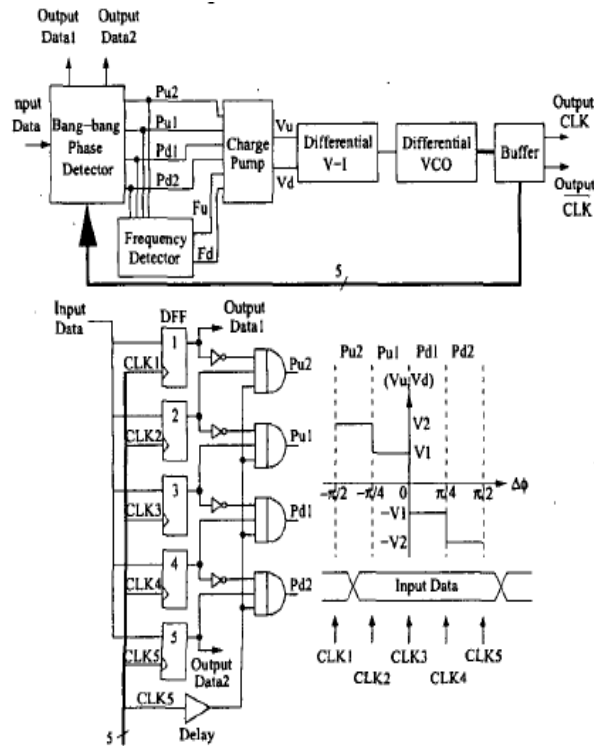 Output
Data1
Output
Data2
nput
Data
Bang-bang
Phase
Detector
Pu2
Pu1
Pd1
Pd2
Charge
Pump
Vu
Vd
Differential
V-I
Differential
VCO
Buffer
Output
CLK
Output
CLK
Frequency
Detector
Fu
Fd
5
Input
Data
DFF
Output
Data1
1
CLK1
Pu2
2
CLK2
Pu1
3
CLK3
Pd1
4
CLK4
Pd2
5
CLK5
Output
Data2
CLK5
5
Delay
Pu2 Pu1 Pd1 Pd2
(Vu,Vd)
V2
V1
-π/2 -π/4 0 π/4 π/2 Δϕ
-V1
-V2
Input Data
CLK1 CLK3 CLK5
CLK2 CLK4